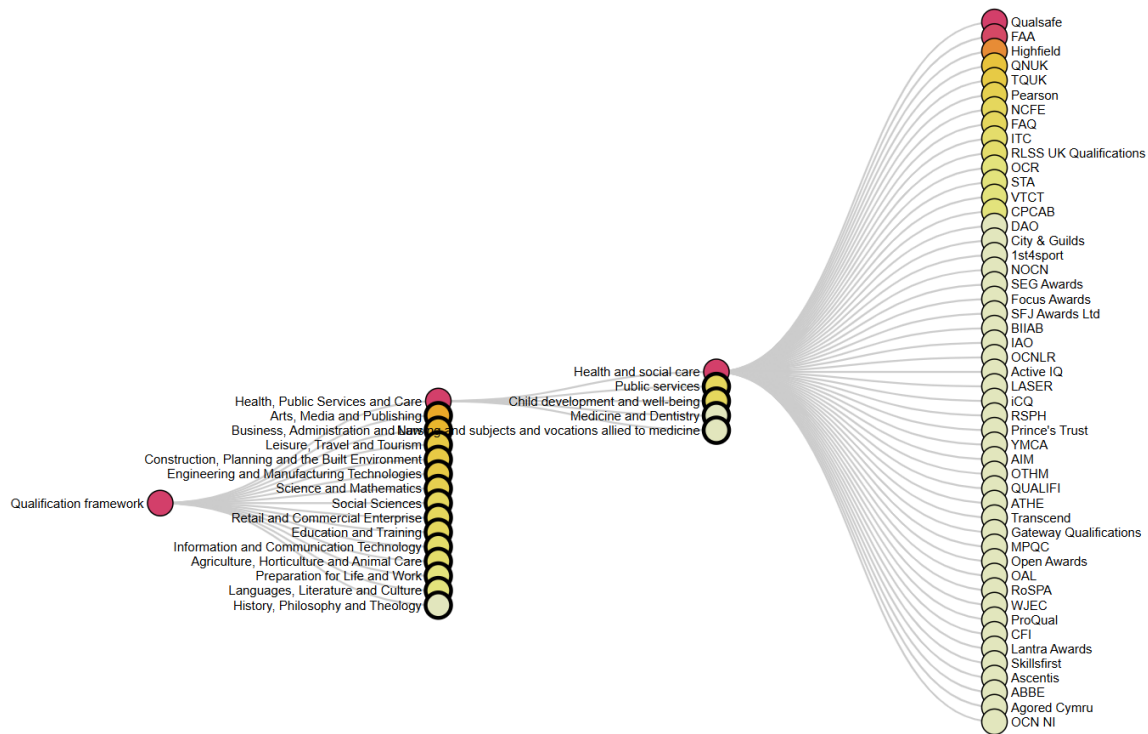 Qualification framework
Health, Public Services and Care
Arts, Media and Publishing
Business, Administration and Law
Leisure, Travel and Tourism
Construction, Planning and the Built Environment
Engineering and Manufacturing Technologies
Science and Mathematics
Social Sciences
Retail and Commercial Enterprise
Education and Training
Information and Communication Technology
Agriculture, Horticulture and Animal Care
Preparation for Life and Work
Languages, Literature and Culture
History, Philosophy and Theology
Health and social care
Public services
Child development and well-being
Medicine and Dentistry
Nursing and subjects and vocations allied to medicine
Qualsafe
FAA
Highfield
QNUK
TQUK
Pearson
NCFE
FAQ
ITC
RLSS UK Qualifications
OCR
STA
VTCT
CPCAB
DAO
City & Guilds
1st4sport
NOCN
SEG Awards
Focus Awards
SFJ Awards Ltd
BIIAB
IAO
OCNLR
Active IQ
LASER
iCQ
RSPH
Prince's Trust
YMCA
AIM
OTHM
QUALIFI
ATHE
Transcend
Gateway Qualifications
MPQC
Open Awards
OAL
RoSPA
WJEC
ProQual
CFI
Lantra Awards
Skillsfirst
Ascentis
ABBE
Agored Cymru
OCN NI